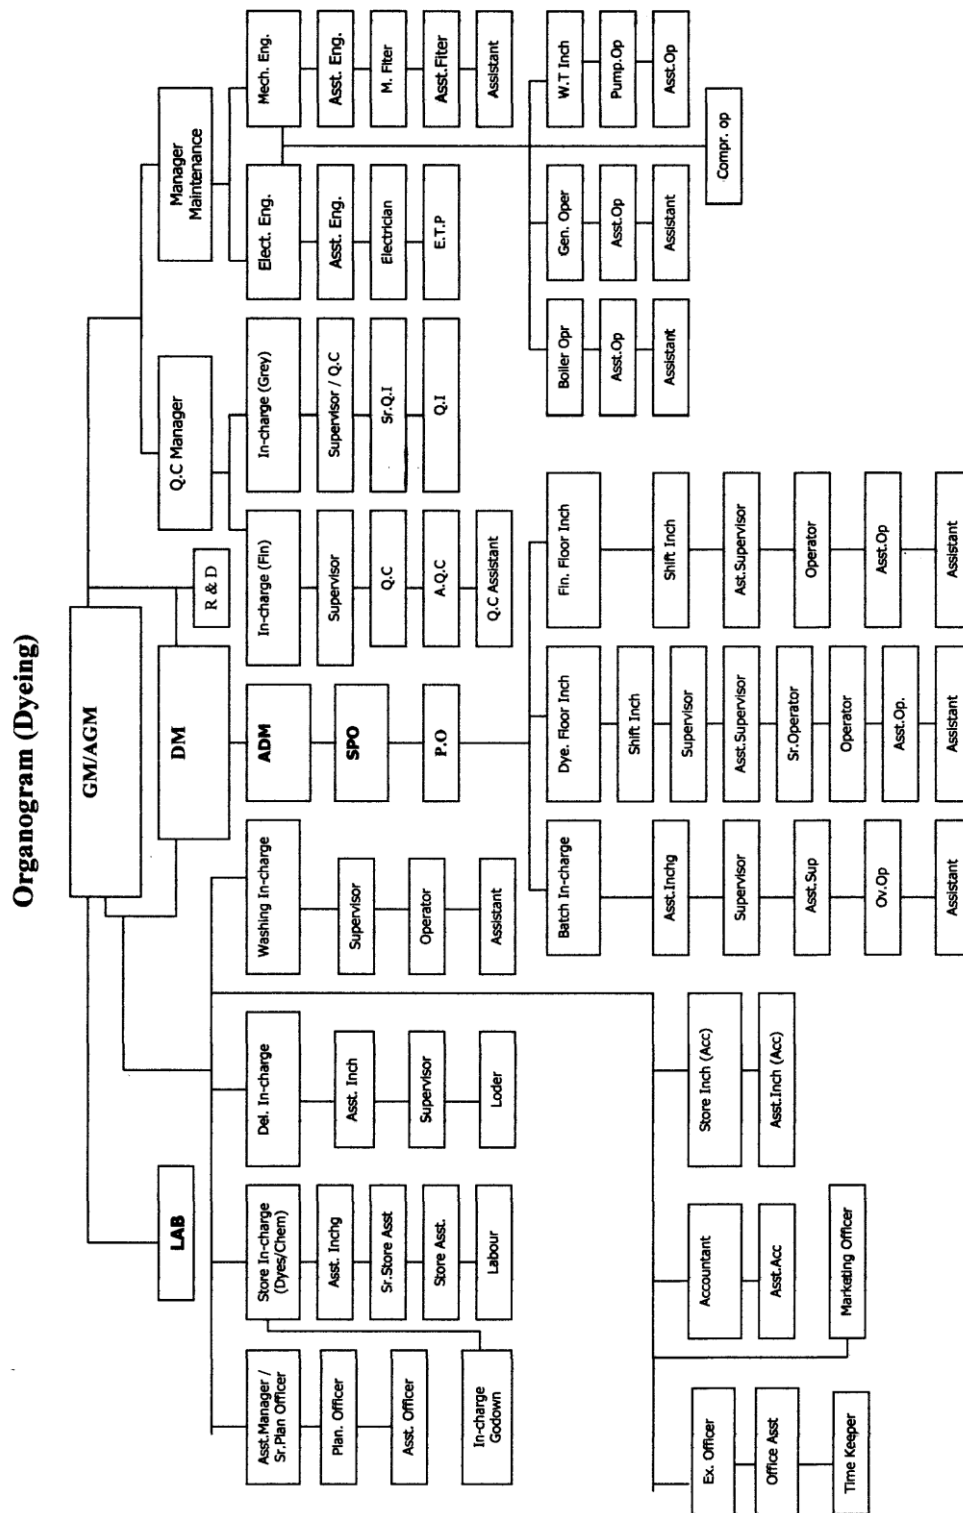 Organogram (Dyeing)
GM/AGM
LAB
DM
R & D
Q.C Manager
Manager
Maintenance
Asst.Manager /
Sr.Plan Officer
Plan. Officer
Asst. Officer
In-charge
Godown
Store In-charge
(Dyes/Chem)
Asst. Inchg
Sr.Store Asst
Store Asst.
Labour
Del. In-charge
Asst. Inch
Supervisor
Loder
Washing In-charge
Supervisor
Operator
Assistant
ADM
SPO
P.O
In-charge (Fin)
Supervisor
Q.C
A.Q.C
Q.C Assistant
In-charge (Grey)
Supervisor / Q.C
Sr.Q.I
Q.I
Elect. Eng.
Asst. Eng.
Electrician
E.T.P
Mech. Eng.
Asst. Eng.
M. Fiter
Asst.Fiter
Assistant
Ex. Officer
Office Asst
Time Keeper
Accountant
Asst.Acc
Marketing Officer
Store Inch (Acc)
Asst.Inch (Acc)
Batch In-charge
Asst.Inchg
Supervisor
Asst.Sup
Ov.Op
Assistant
Dye. Floor Inch
Shift Inch
Supervisor
Asst.Supervisor
Sr.Operator
Operator
Asst.Op.
Assistant
Fin. Floor Inch
Shift Inch
Ast.Supervisor
Operator
Asst.Op
Assistant
Boiler Opr
Asst.Op
Assistant
Gen. Oper
Asst.Op
Assistant
W.T Inch
Pump.Op
Asst.Op
Compr. op